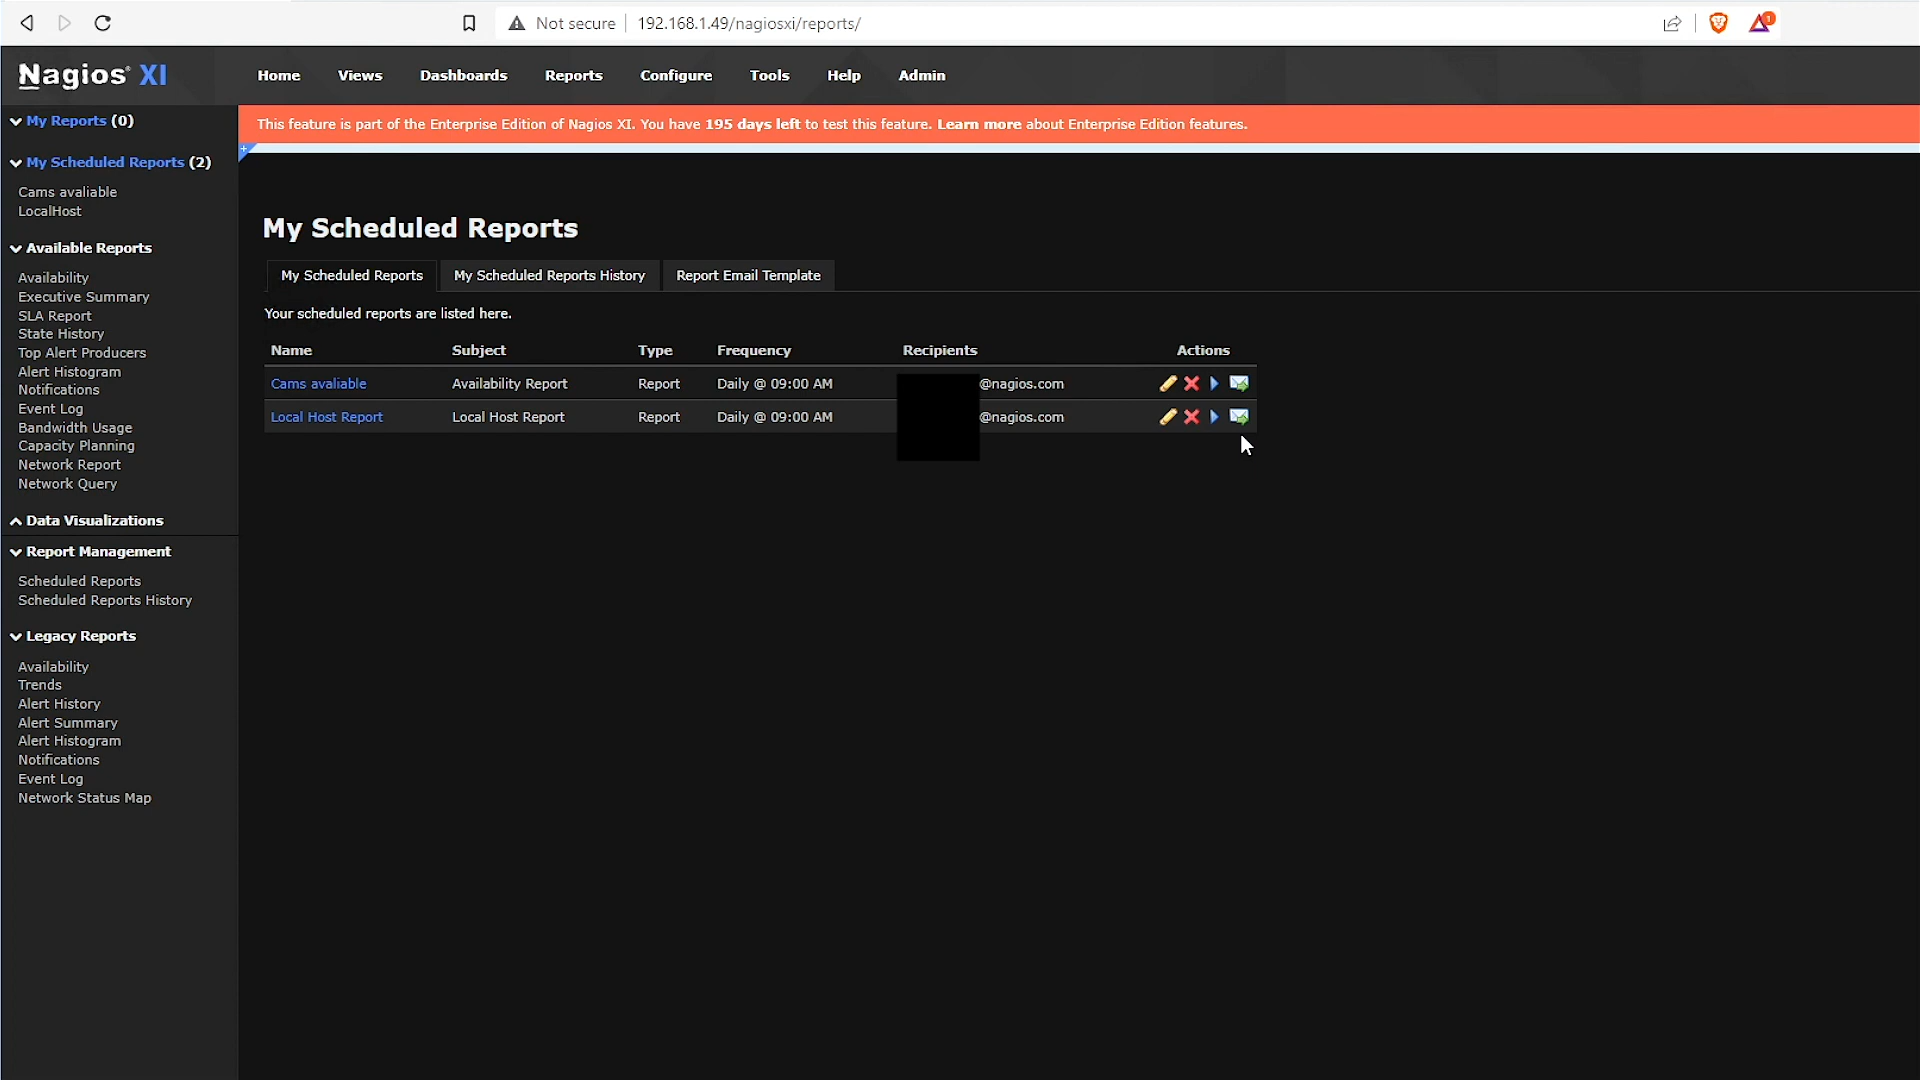 Not secure 192.168.1.49/nagiosxi/reports/
1
Nagios® XI Home Views Dashboards Reports Configure Tools Help Admin
My Reports (0)
My Scheduled Reports (2)
Cams avaliable
LocalHost
Available Reports
Availability
Executive Summary
SLA Report
State History
Top Alert Producers
Alert Histogram
Notifications
Event Log
Bandwidth Usage
Capacity Planning
Network Report
Network Query
Data Visualizations
Report Management
Scheduled Reports
Scheduled Reports History
Legacy Reports
Availability
Trends
Alert History
Alert Summary
Alert Histogram
Notifications
Event Log
Network Status Map
This feature is part of the Enterprise Edition of Nagios XI. You have 195 days left to test this feature. Learn more about Enterprise Edition features.
My Scheduled Reports
My Scheduled Reports My Scheduled Reports History Report Email Template
Your scheduled reports are listed here.
Name Subject Type Frequency Recipients Actions
Cams avaliable Availability Report Report Daily @ 09:00 AM @nagios.com
Local Host Report Local Host Report Report Daily @ 09:00 AM @nagios.com